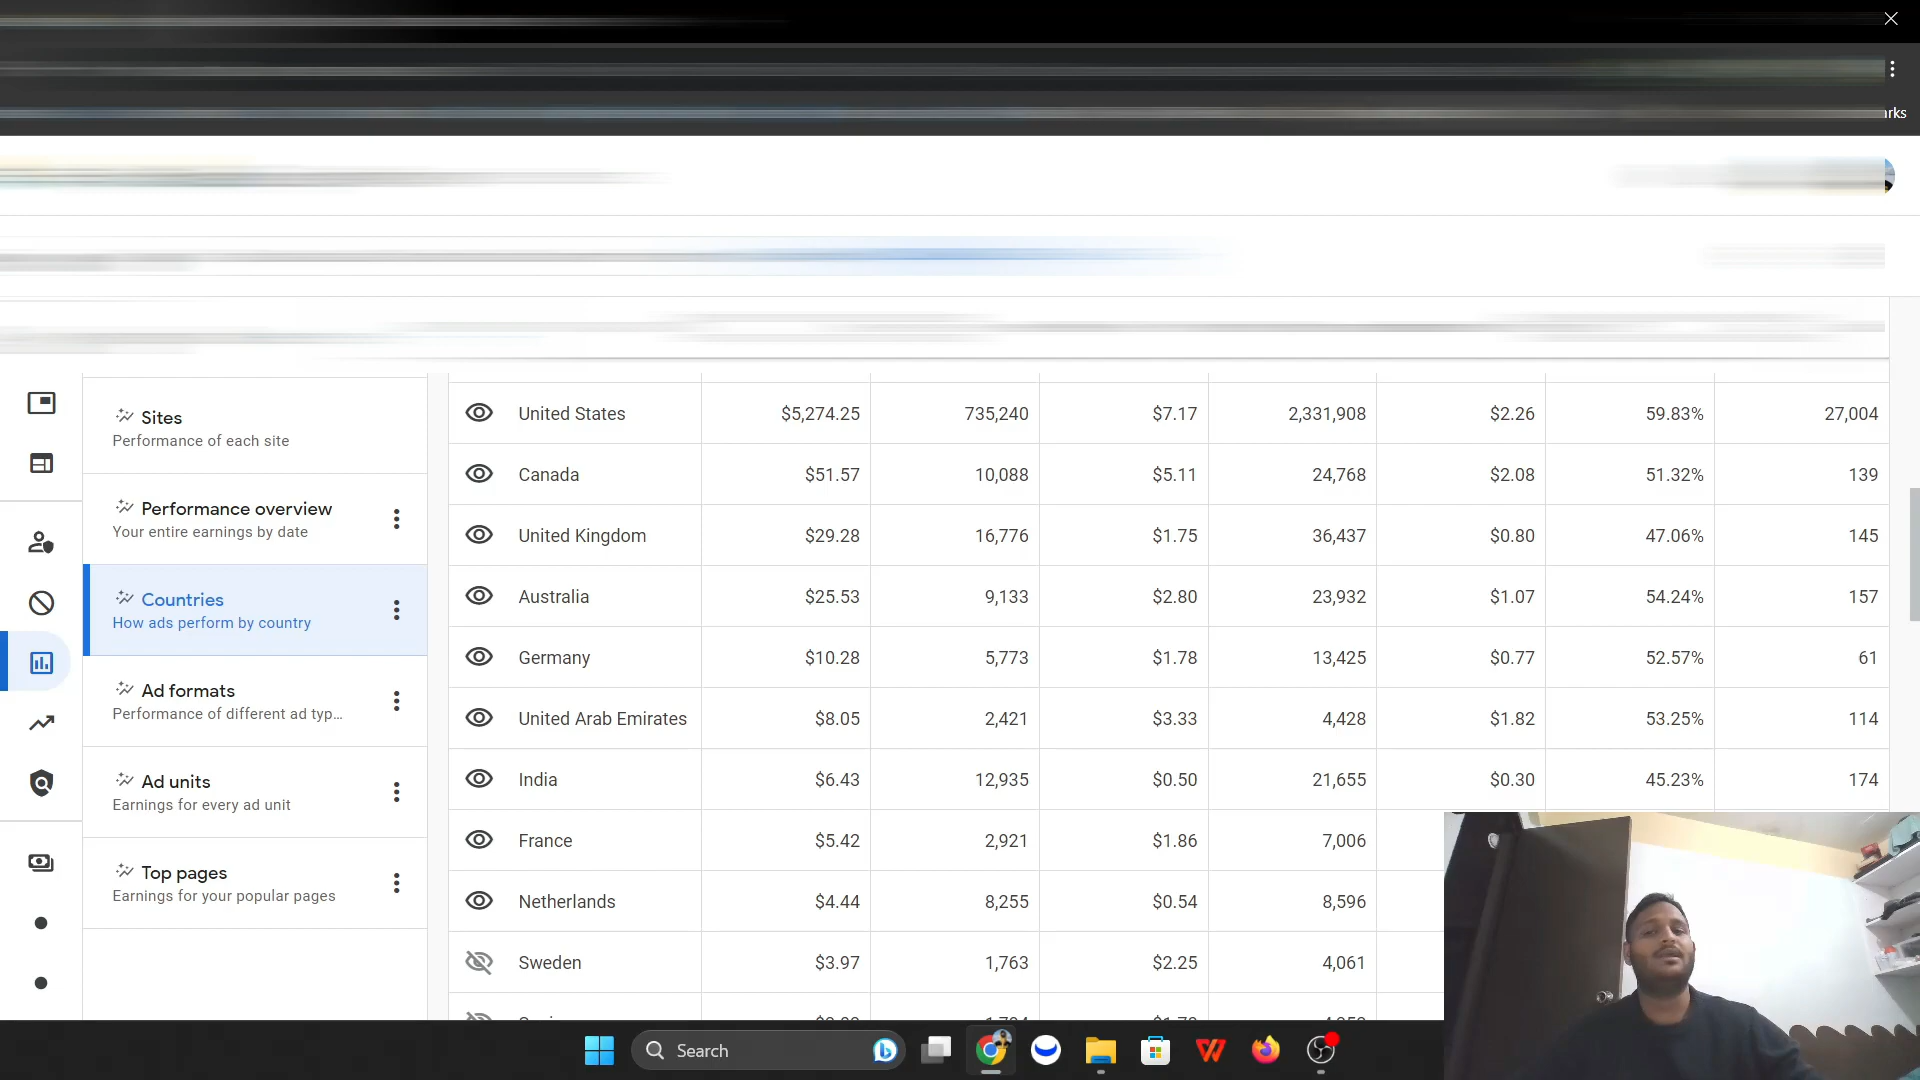 rks
Sites
Performance of each site
Performance overview
Your entire earnings by date
Countries
How ads perform by country
Ad formats
Performance of different ad typ...
Ad units
Earnings for every ad unit
Top pages
Earnings for your popular pages
United States $5,274.25 735,240 $7.17 2,331,908 $2.26 59.83% 27,004
Canada $51.57 10,088 $5.11 24,768 $2.08 51.32% 139
United Kingdom $29.28 16,776 $1.75 36,437 $0.80 47.06% 145
Australia $25.53 9,133 $2.80 23,932 $1.07 54.24% 157
Germany $10.28 5,773 $1.78 13,425 $0.77 52.57% 61
United Arab Emirates $8.05 2,421 $3.33 4,428 $1.82 53.25% 114
India $6.43 12,935 $0.50 21,655 $0.30 45.23% 174
France $5.42 2,921 $1.86 7,006
Netherlands $4.44 8,255 $0.54 8,596
Sweden $3.97 1,763 $2.25 4,061
Search